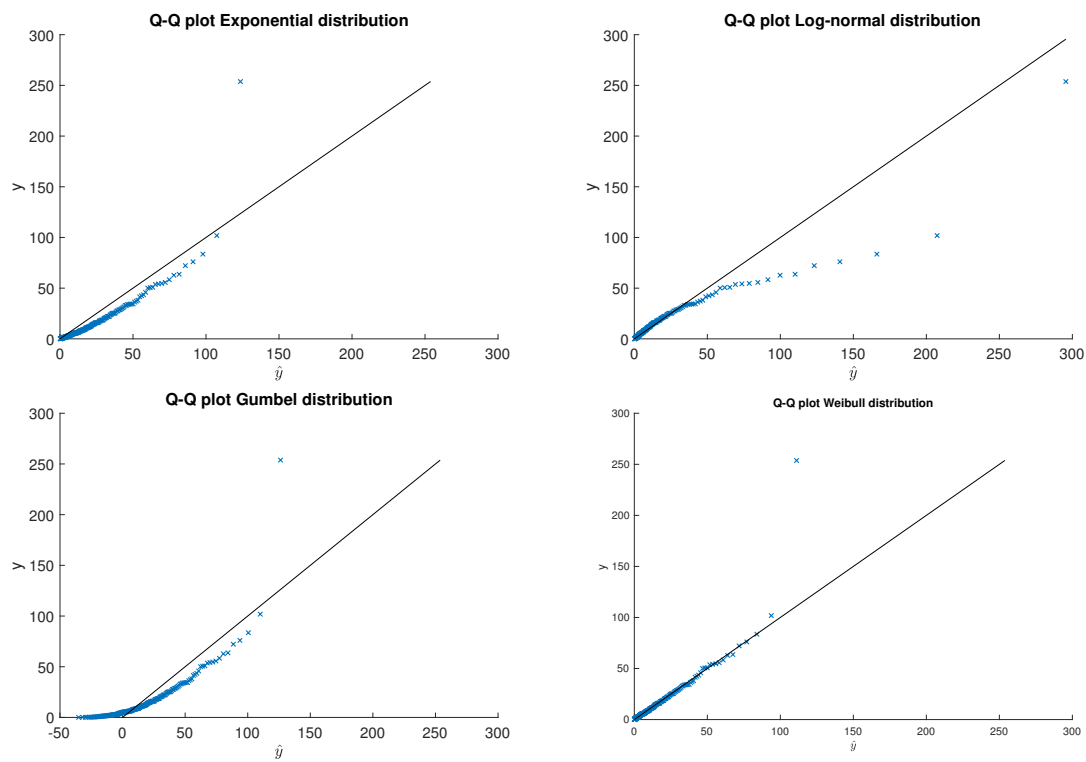 Q-Q plot Exponential distribution
300
250
200
150
100
50
0
y
0 50 100 150 200 250 300
ŷ
Q-Q plot Log-normal distribution
300
250
200
150
100
50
0
y
0 50 100 150 200 250 300
ŷ
Q-Q plot Gumbel distribution
300
250
200
150
100
50
0
y
-50 0 50 100 150 200 250 300
ŷ
Q-Q plot Weibull distribution
300
250
200
150
100
50
0
y
0 50 100 150 200 250 300
ŷ